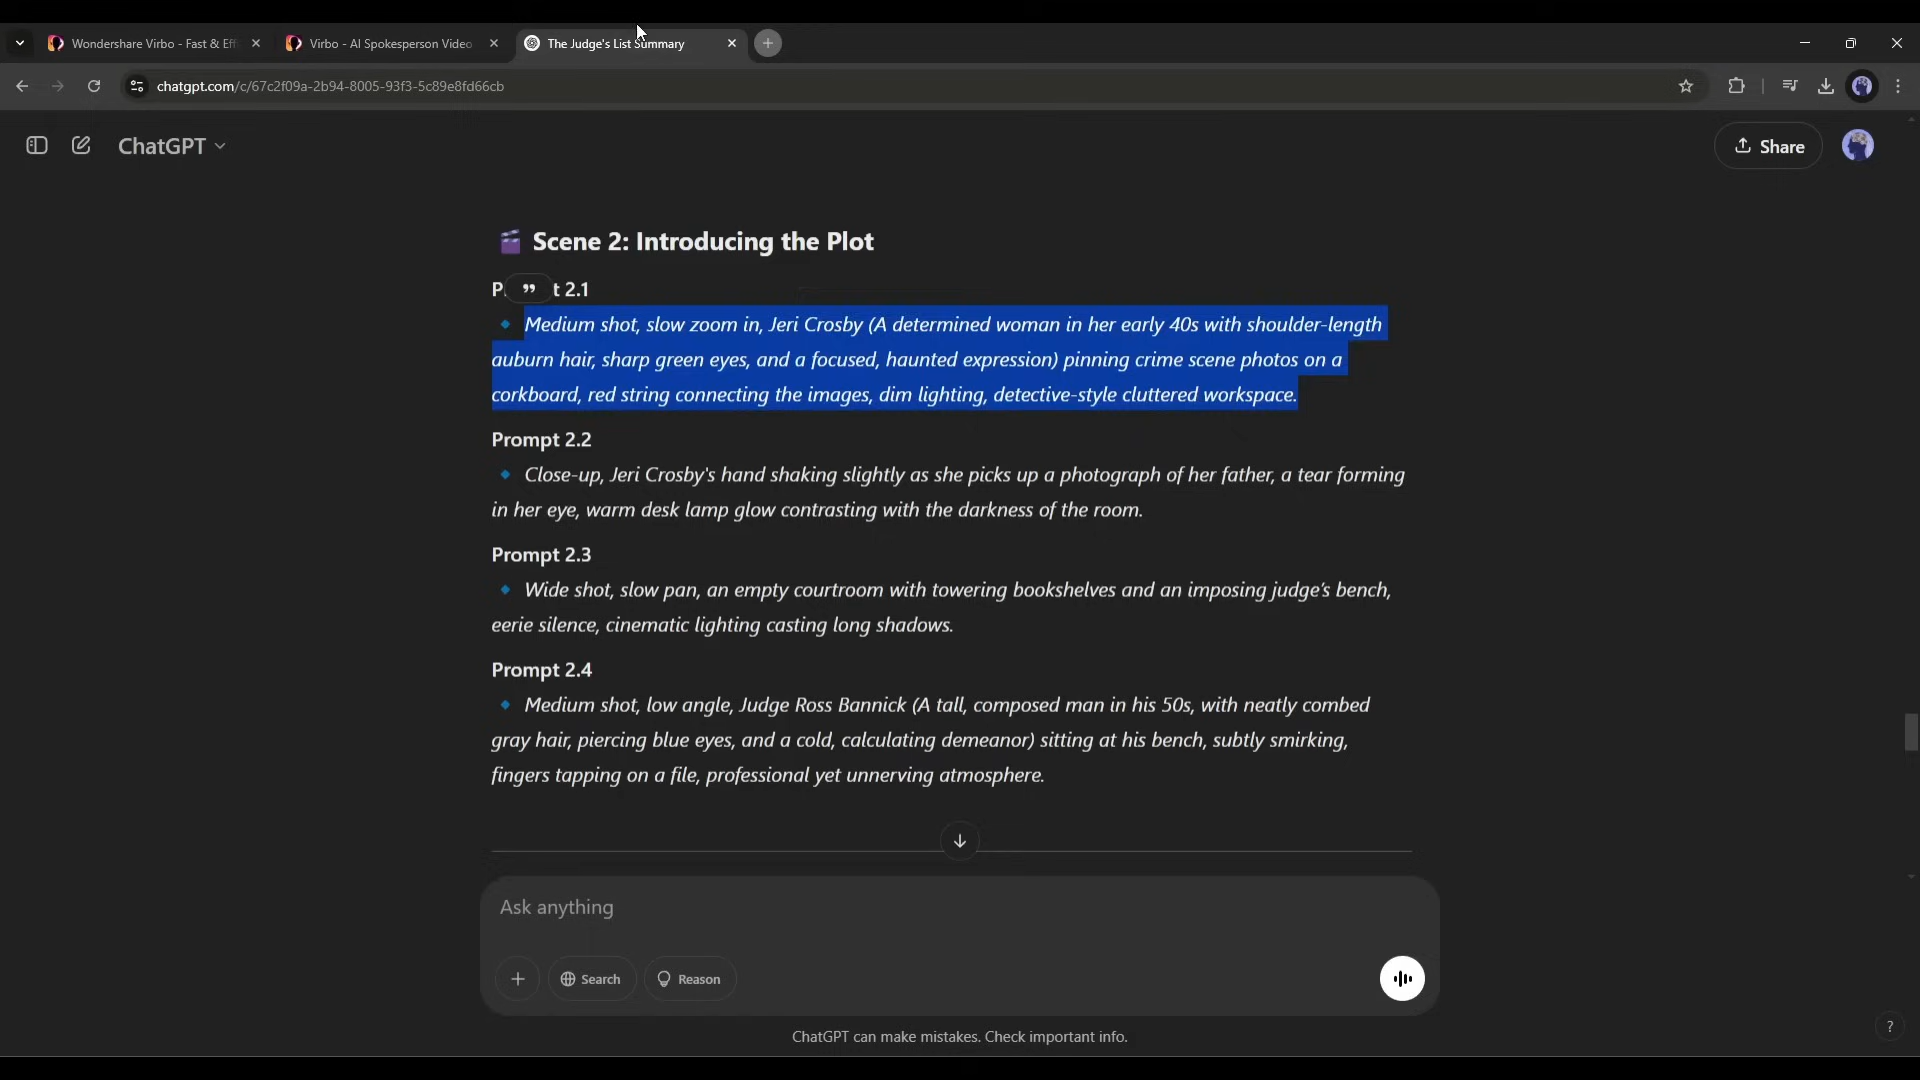 Wondershare Virbo - Fast & Eff
Virbo - AI Spokesperson Video
The Judge's List Summary
chatgpt.com/c/67c2f09a-2b94-8005-93f3-5c89e8fd66cb
ChatGPT
Share
Scene 2: Introducing the Plot
P t 2.1
Medium shot, slow zoom in, Jeri Crosby (A determined woman in her early 40s with shoulder-length
auburn hair, sharp green eyes, and a focused, haunted expression) pinning crime scene photos on a
corkboard, red string connecting the images, dim lighting, detective-style cluttered workspace.
Prompt 2.2
Close-up, Jeri Crosby's hand shaking slightly as she picks up a photograph of her father, a tear forming
in her eye, warm desk lamp glow contrasting with the darkness of the room.
Prompt 2.3
Wide shot, slow pan, an empty courtroom with towering bookshelves and an imposing judge's bench,
eerie silence, cinematic lighting casting long shadows.
Prompt 2.4
Medium shot, low angle, Judge Ross Bannick (A tall, composed man in his 50s, with neatly combed
gray hair, piercing blue eyes, and a cold, calculating demeanor) sitting at his bench, subtly smirking,
fingers tapping on a file, professional yet unnerving atmosphere.
Ask anything
Search
Reason
ChatGPT can make mistakes. Check important info.
?